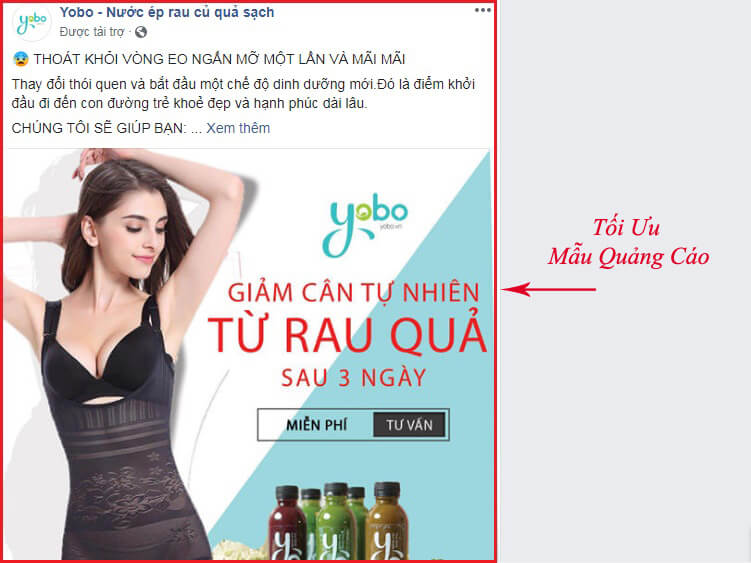 Yobo - Nước ép rau củ quả sạch
Được tài trợ ·
THOÁT KHỎI VÒNG EO NGẤN MỠ MỘT LẦN VÀ MÃI MÃI
Thay đổi thói quen và bắt đầu một chế độ dinh dưỡng mới.Đó là điểm khởi
đầu đi đến con đường trẻ khoẻ đẹp và hạnh phúc dài lâu.
CHÚNG TÔI SẼ GIÚP BẠN: ... Xem thêm
yobo
yobo.vn
GIẢM CÂN TỰ NHIÊN
TỪ RAU QUẢ
SAU 3 NGÀY
MIỄN PHÍ TƯ VẤN
Tối Ưu
Mẫu Quảng Cáo